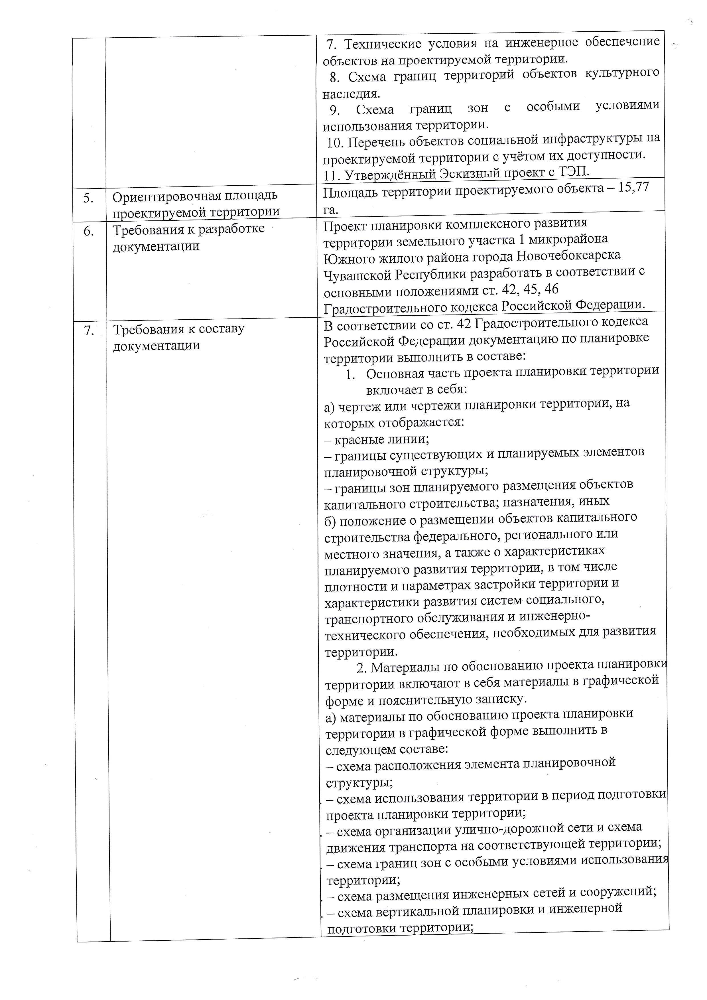 7. Технические условия на инженерное обеспечение
объектов на проектируемой территории.
8. Схема границ территорий объектов культурного
наследия.
9. Схема границ зон с особыми условиями
использования территории.
10. Перечень объектов социальной инфраструктуры на
проектируемой территории с учётом их доступности.
11. Утверждённый Эскизный проект с ТЭП.
5.
Ориентировочная площадь
проектируемой территории
Площадь территории проектируемого объекта – 15,77
га.
6.
Требования к разработке
документации
Проект планировки комплексного развития
территории земельного участка 1 микрорайона
Южного жилого района города Новочебоксарска
Чувашской Республики разработать в соответствии с
основными положениями ст. 42, 45, 46
Градостроительного кодекса Российской Федерации.
7.
Требования к составу
документации
В соответствии со ст. 42 Градостроительного кодекса
Российской Федерации документацию по планировке
территории выполнить в составе:
1. Основная часть проекта планировки территории
включает в себя:
а) чертеж или чертежи планировки территории, на
которых отображается:
– красные линии;
– границы существующих и планируемых элементов
планировочной структуры;
– границы зон планируемого размещения объектов
капитального строительства; назначения, иных
б) положение о размещении объектов капитального
строительства федерального, регионального или
местного значения, а также о характеристиках
планируемого развития территории, в том числе
плотности и параметрах застройки территории и
характеристики развития систем социального,
транспортного обслуживания и инженерно-
технического обеспечения, необходимых для развития
территории.
2. Материалы по обоснованию проекта планировки
территории включают в себя материалы в графической
форме и пояснительную записку.
а) материалы по обоснованию проекта планировки
территории в графической форме выполнить в
следующем составе:
– схема расположения элемента планировочной
структуры;
– схема использования территории в период подготовки
проекта планировки территории;
– схема организации улично-дорожной сети и схема
движения транспорта на соответствующей территории;
– схема границ зон с особыми условиями использования
территории;
– схема размещения инженерных сетей и сооружений;
– схема вертикальной планировки и инженерной
подготовки территории;